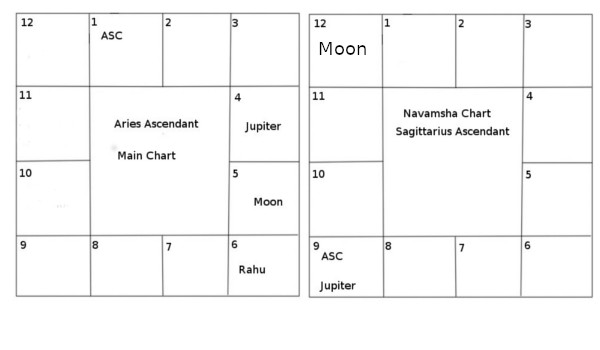 12 1 2 3
ASC
11 4
Aries Ascendant
Jupiter
Main Chart
10 5
Moon
9 8 7 6
Rahu
12 1 2 3
Moon
11 4
Navamsha Chart
Sagittarius Ascendant
10 5
9 8 7 6
ASC
Jupiter